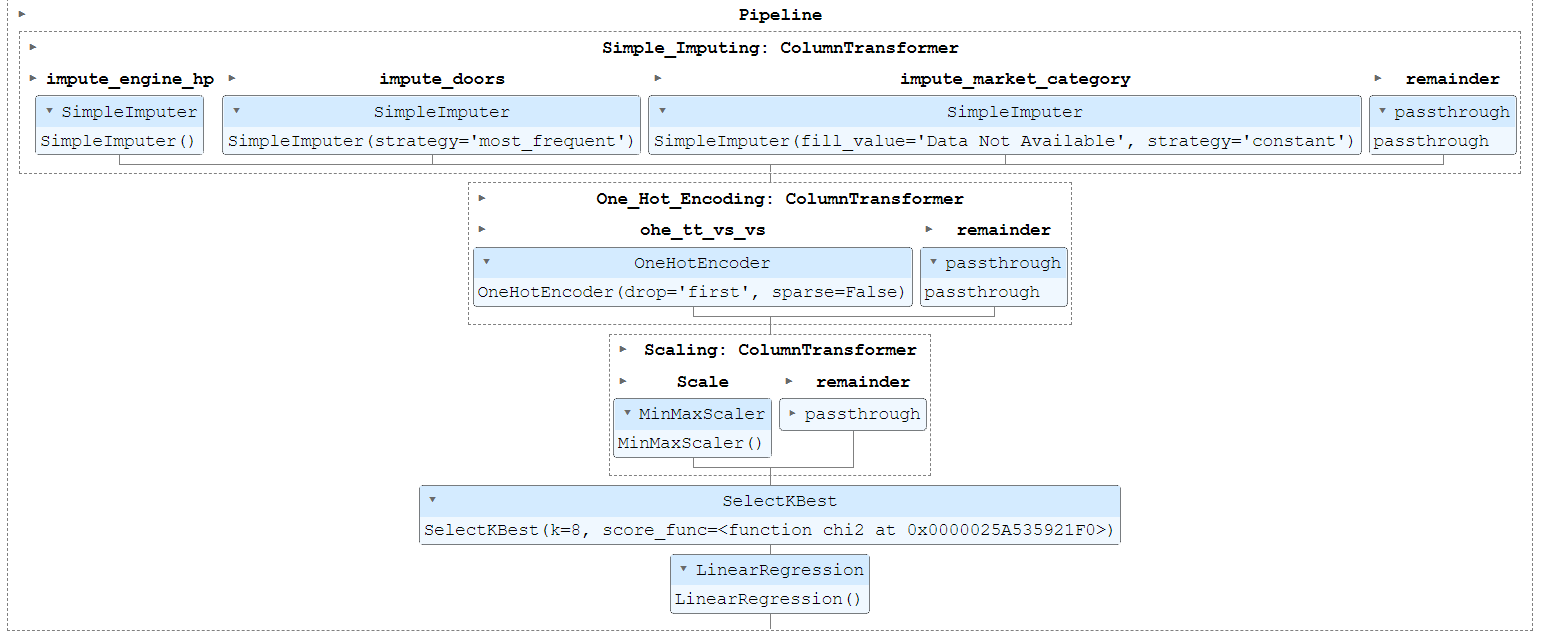 Pipeline
Simple_Imputing: ColumnTransformer
impute_engine_hp impute_doors impute_market_category remainder
SimpleImputer SimpleImputer SimpleImputer passthrough
SimpleImputer() SimpleImputer(strategy='most_frequent') SimpleImputer(fill_value='Data Not Available', strategy='constant') passthrough
One_Hot_Encoding: ColumnTransformer
ohe_tt_vs_vs remainder
OneHotEncoder passthrough
OneHotEncoder(drop='first', sparse=False) passthrough
Scaling: ColumnTransformer
Scale remainder
MinMaxScaler passthrough
MinMaxScaler()
SelectKBest
SelectKBest(k=8, score_func=<function chi2 at 0x0000025A535921F0>)
LinearRegression
LinearRegression()